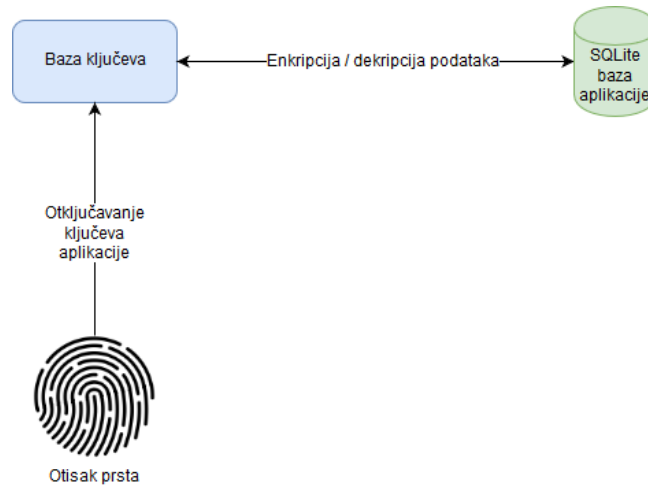 Baza ključeva
Enkripcija / dekripcija podataka
SQLite
baza
aplikacije
Otključavanje
ključeva
aplikacije
Otisak prsta